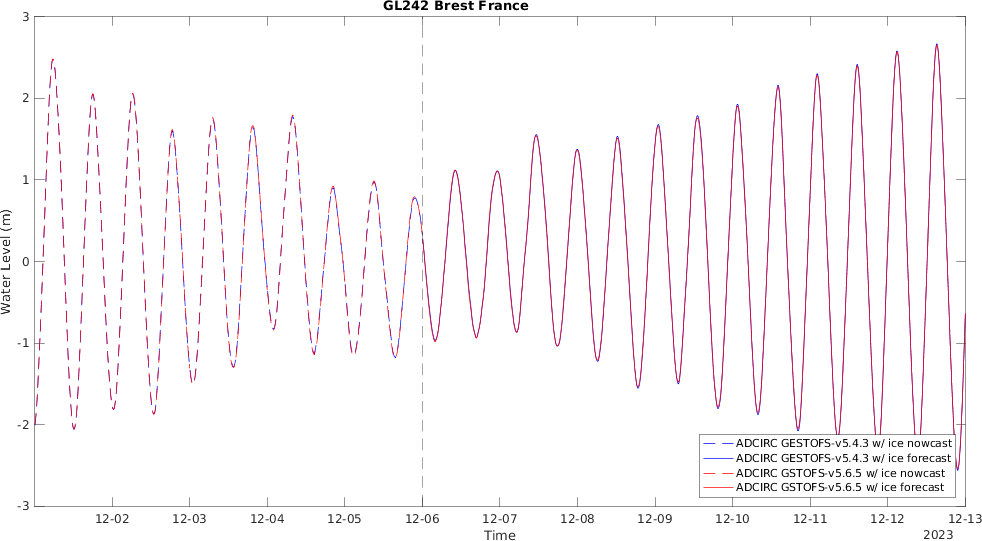 GL242 Brest France
3
2
1
0
-1
-2
-3
Water Level (m)
ADCIRC GESTOFS-v5.4.3 w/ ice nowcast
ADCIRC GESTOFS-v5.4.3 w/ ice forecast
ADCIRC GSTOFS-v5.6.5 w/ ice nowcast
ADCIRC GSTOFS-v5.6.5 w/ ice forecast
12-02 12-03 12-04 12-05 12-06 12-07 12-08 12-09 12-10 12-11 12-12 12-13
Time
2023